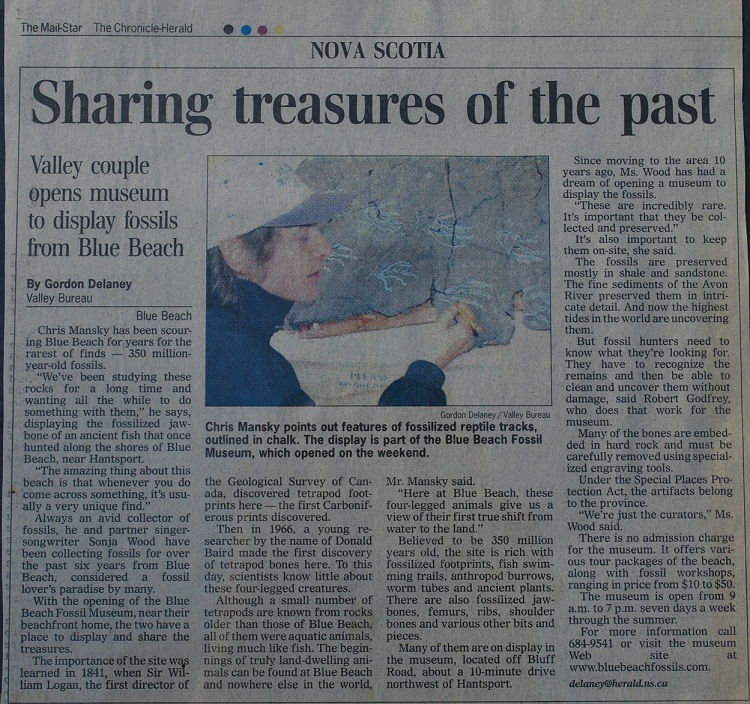 The Mail-Star The Chronicle-Herald
NOVA SCOTIA
Sharing treasures of the past
Valley couple
opens museum
to display fossils
from Blue Beach
By Gordon Delaney
Valley Bureau
Blue Beach
Chris Mansky has been scour-
ing Blue Beach for years for the
rarest of finds — 350 million-
year-old fossils.
"We've been studying these
rocks for a long time and
wanting all the while to do
something with them," he says,
displaying the fossilized jaw-
bone of an ancient fish that once
hunted along the shores of Blue
Beach, near Hantsport.
"The amazing thing about this
beach is that whenever you do
come across something, it's usu-
ally a very unique find."
Always an avid collector of
fossils, he and partner singer-
songwriter Sonja Wood have
been collecting fossils for over
the past six years from Blue
Beach, considered a fossil
lover's paradise by many.
With the opening of the Blue
Beach Fossil Museum, near their
beachfront home, the two have a
place to display and share the
treasures.
The importance of the site was
learned in 1841, when Sir Wil-
liam Logan, the first director of
PLEASE
Gordon Delaney / Valley Bureau
Chris Mansky points out features of fossilized reptile tracks,
outlined in chalk. The display is part of the Blue Beach Fossil
Museum, which opened on the weekend.
the Geological Survey of Can-
ada, discovered tetrapod foot-
prints here — the first Carbonif-
erous prints discovered.
Then in 1966, a young re-
searcher by the name of Donald
Baird made the first discovery
of tetrapod bones here. To this
day, scientists know little about
these four-legged creatures.
Although a small number of
tetrapods are known from rocks
older than those of Blue Beach,
all of them were aquatic animals,
living much like fish. The begin-
nings of truly land-dwelling ani-
mals can be found at Blue Beach
and nowhere else in the world,
Mr. Mansky said.
"Here at Blue Beach, these
four-legged animals give us a
view of their first true shift from
water to the land."
Believed to be 350 million
years old, the site is rich with
fossilized footprints, fish swim-
ming trails, anthropod burrows,
worm tubes and ancient plants.
There are also fossilized jaw-
bones, femurs, ribs, shoulder
bones and various other bits and
pieces.
Many of them are on display in
the museum, located off Bluff
Road, about a 10-minute drive
northwest of Hantsport.
Since moving to the area 10
years ago, Ms. Wood has had a
dream of opening a museum to
display the fossils.
"These are incredibly rare.
It's important that they be col-
lected and preserved."
It's also important to keep
them on-site, she said.
The fossils are preserved
mostly in shale and sandstone.
The fine sediments of the Avon
River preserved them in intri-
cate detail. And now the highest
tides in the world are uncovering
them.
But fossil hunters need to
know what they're looking for.
They have to recognize the
remains and then be able to
clean and uncover them without
damage, said Robert Godfrey,
who does that work for the
museum.
Many of the bones are embed-
ded in hard rock and must be
carefully removed using special-
ized engraving tools.
Under the Special Places Pro-
tection Act, the artifacts belong
to the province.
"We're just the curators," Ms.
Wood said.
There is no admission charge
for the museum. It offers vari-
ous tour packages of the beach,
along with fossil workshops,
ranging in price from $10 to $50.
The museum is open from 9
a.m. to 7 p.m. seven days a week
through the summer.
For more information call
684-9541 or visit the museum
Web site at
www.bluebeachfossils.com.
delaney@herald.ns.ca